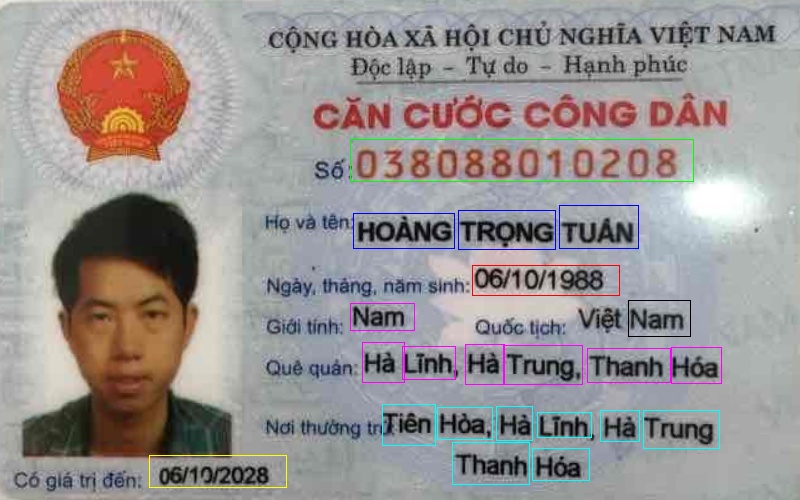 CỘNG HÒA XÃ HỘI CHỦ NGHĨA VIỆT NAM
Độc lập - Tự do - Hạnh phúc
CĂN CƯỚC CÔNG DÂN
Số: 038088010208
Họ và tên: HOÀNG TRỌNG TUÂN
Ngày, tháng, năm sinh: 06/10/1988
Giới tính: Nam Quốc tịch: Việt Nam
Quê quán: Hà Lĩnh, Hà Trung, Thanh Hóa
Nơi thường trú: Tiên Hòa, Hà Lĩnh, Hà Trung
Thanh Hóa
Có giá trị đến: 06/10/2028